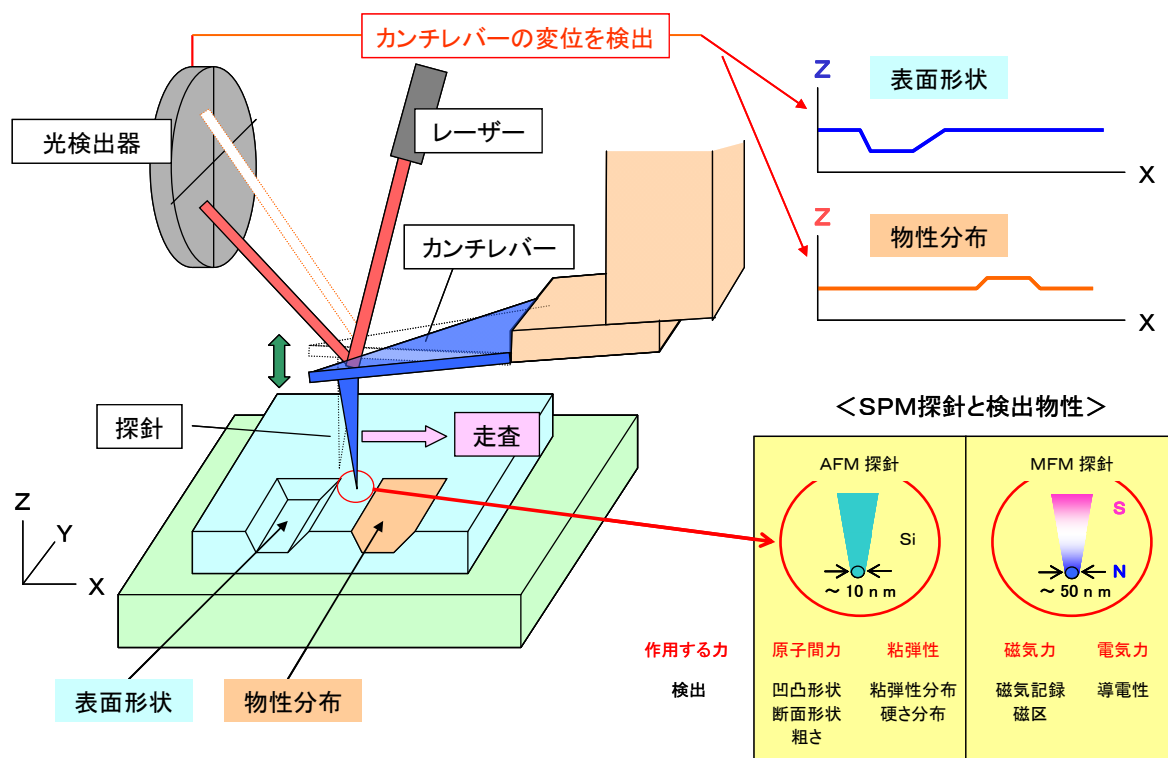 カンチレバーの変位を検出
光検出器
レーザー
カンチレバー
Z
表面形状
X
Z
物性分布
X
探針
走査
Z
Y
X
表面形状
物性分布
＜SPM探針と検出物性＞
AFM 探針
Si
～ 10 n m
MFM 探針
S
N
～ 50 n m
作用する力
原子間力
粘弾性
磁気力
電気力
検出
凹凸形状
断面形状
粗さ
粘弾性分布
硬さ分布
磁気記録
磁区
導電性